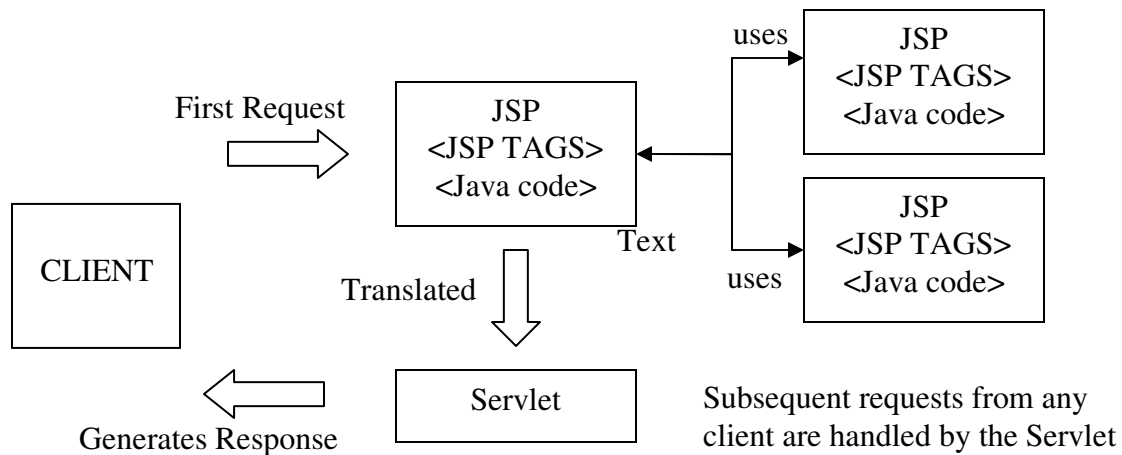 uses
JSP
<JSP TAGS>
<Java code>
First Request
JSP
<JSP TAGS>
<Java code>
JSP
<JSP TAGS>
<Java code>
Text
uses
CLIENT
Translated
Servlet
Generates Response
Subsequent requests from any
client are handled by the Servlet